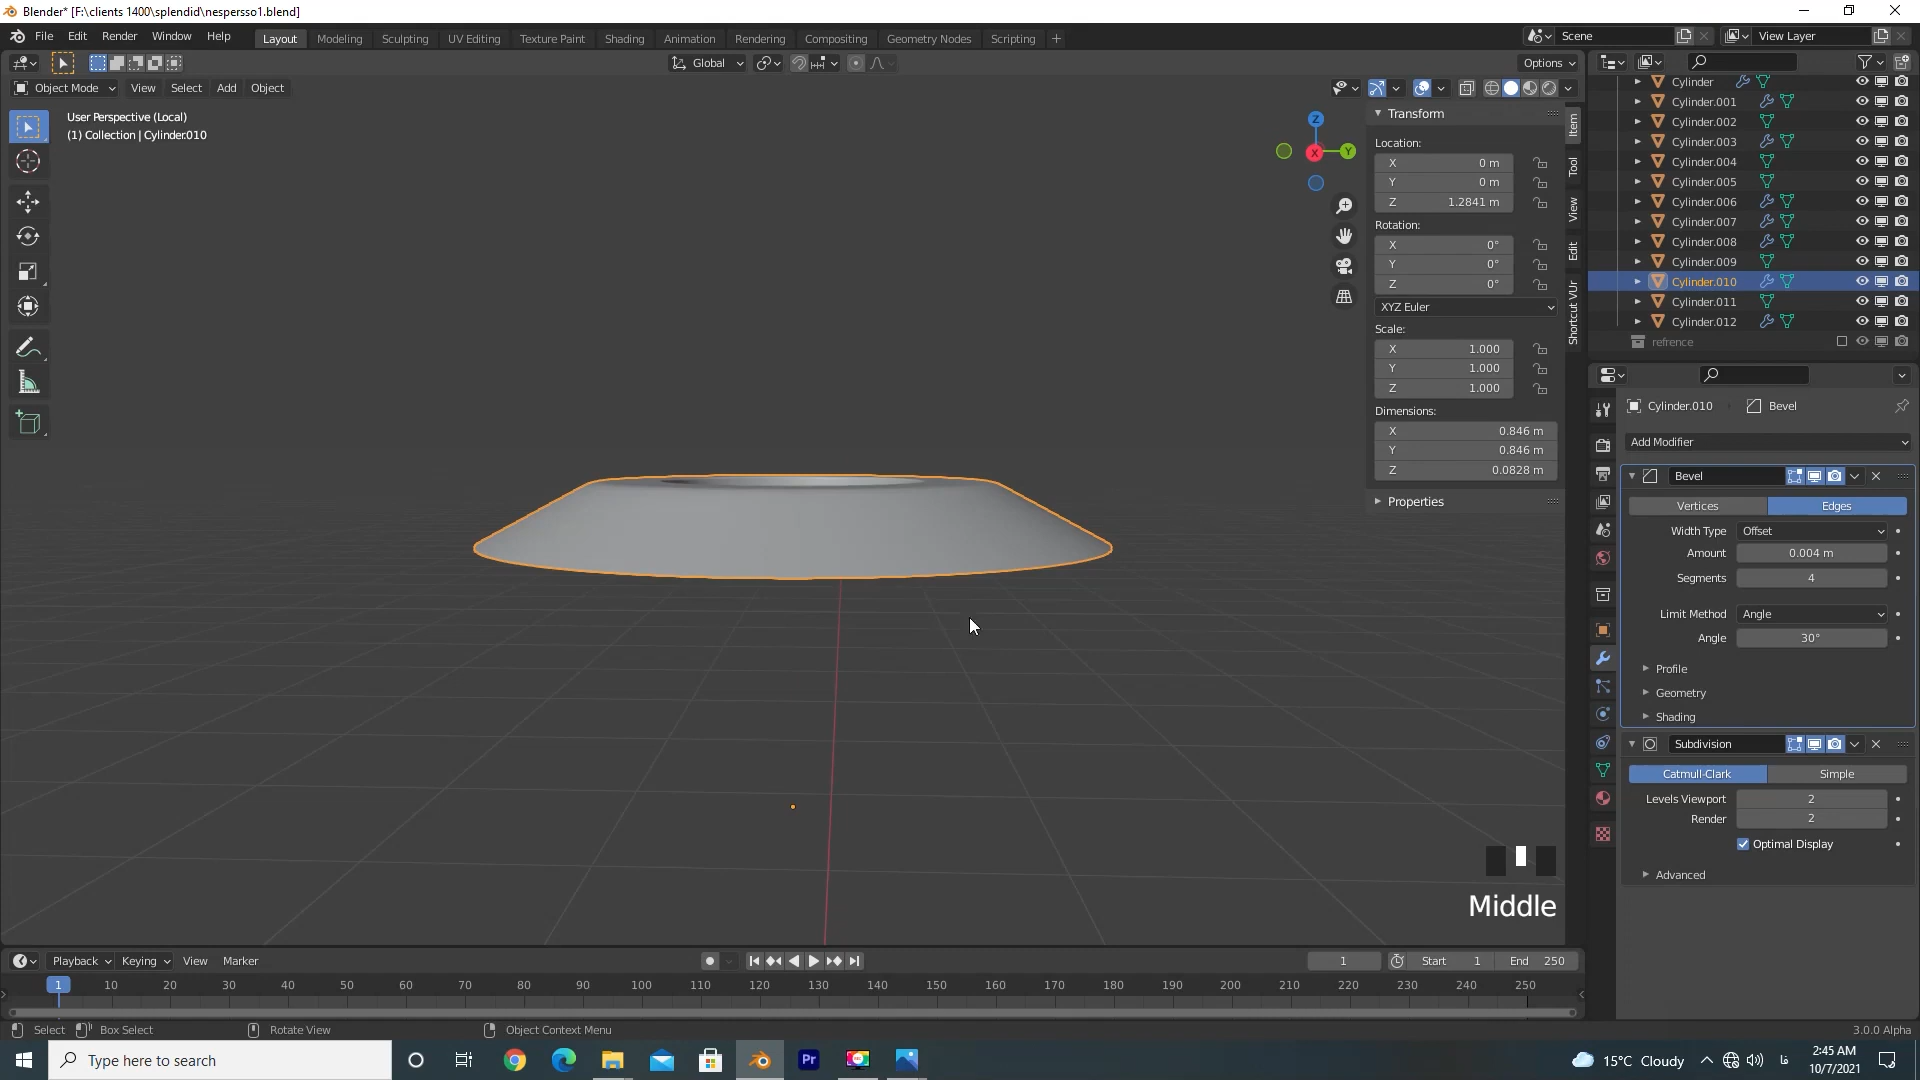 Blender* [F:\clients 1400\splendid\nespersso1.blend]
File Edit Render Window Help Layout Modeling Sculpting UV Editing Texture Paint Shading Animation Rendering Compositing Geometry Nodes Scripting + Scene View Layer
Global Options
Object Mode View Select Add Object
User Perspective (Local)
(1) Collection | Cylinder.010
Z
Y
X
Transform
Location:
X 0 m
Y 0 m
Z 1.2841 m
Rotation:
X 0°
Y 0°
Z 0°
XYZ Euler
Scale:
X 1.000
Y 1.000
Z 1.000
Dimensions:
X 0.846 m
Y 0.846 m
Z 0.0828 m
Properties
Item
Tool
View
Edit
Shortcut VUr
Cylinder
Cylinder.001
Cylinder.002
Cylinder.003
Cylinder.004
Cylinder.005
Cylinder.006
Cylinder.007
Cylinder.008
Cylinder.009
Cylinder.010
Cylinder.011
Cylinder.012
refrence
Cylinder.010 Bevel
Add Modifier
Bevel
Vertices Edges
Width Type Offset
Amount 0.004 m
Segments 4
Limit Method Angle
Angle 30°
Profile
Geometry
Shading
Subdivision
Catmull-Clark Simple
Levels Viewport 2
Render 2
Optimal Display
Advanced
Middle
Playback Keying View Marker 1 Start 1 End 250
1 10 20 30 40 50 60 70 80 90 100 110 120 130 140 150 160 170 180 190 200 210 220 230 240 250
Select Box Select Rotate View Object Context Menu 3.0.0 Alpha
Type here to search
Pr
15°C Cloudy
فا
2:45 AM
10/7/2021